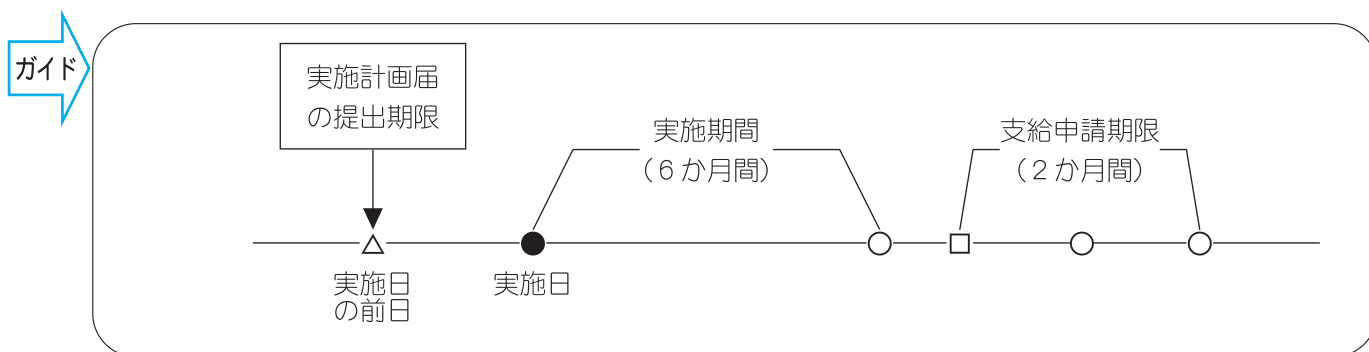 ガイド
実施計画届
の提出期限
実施期間
（６か月間）
支給申請期限
（２か月間）
実施日
の前日
実施日